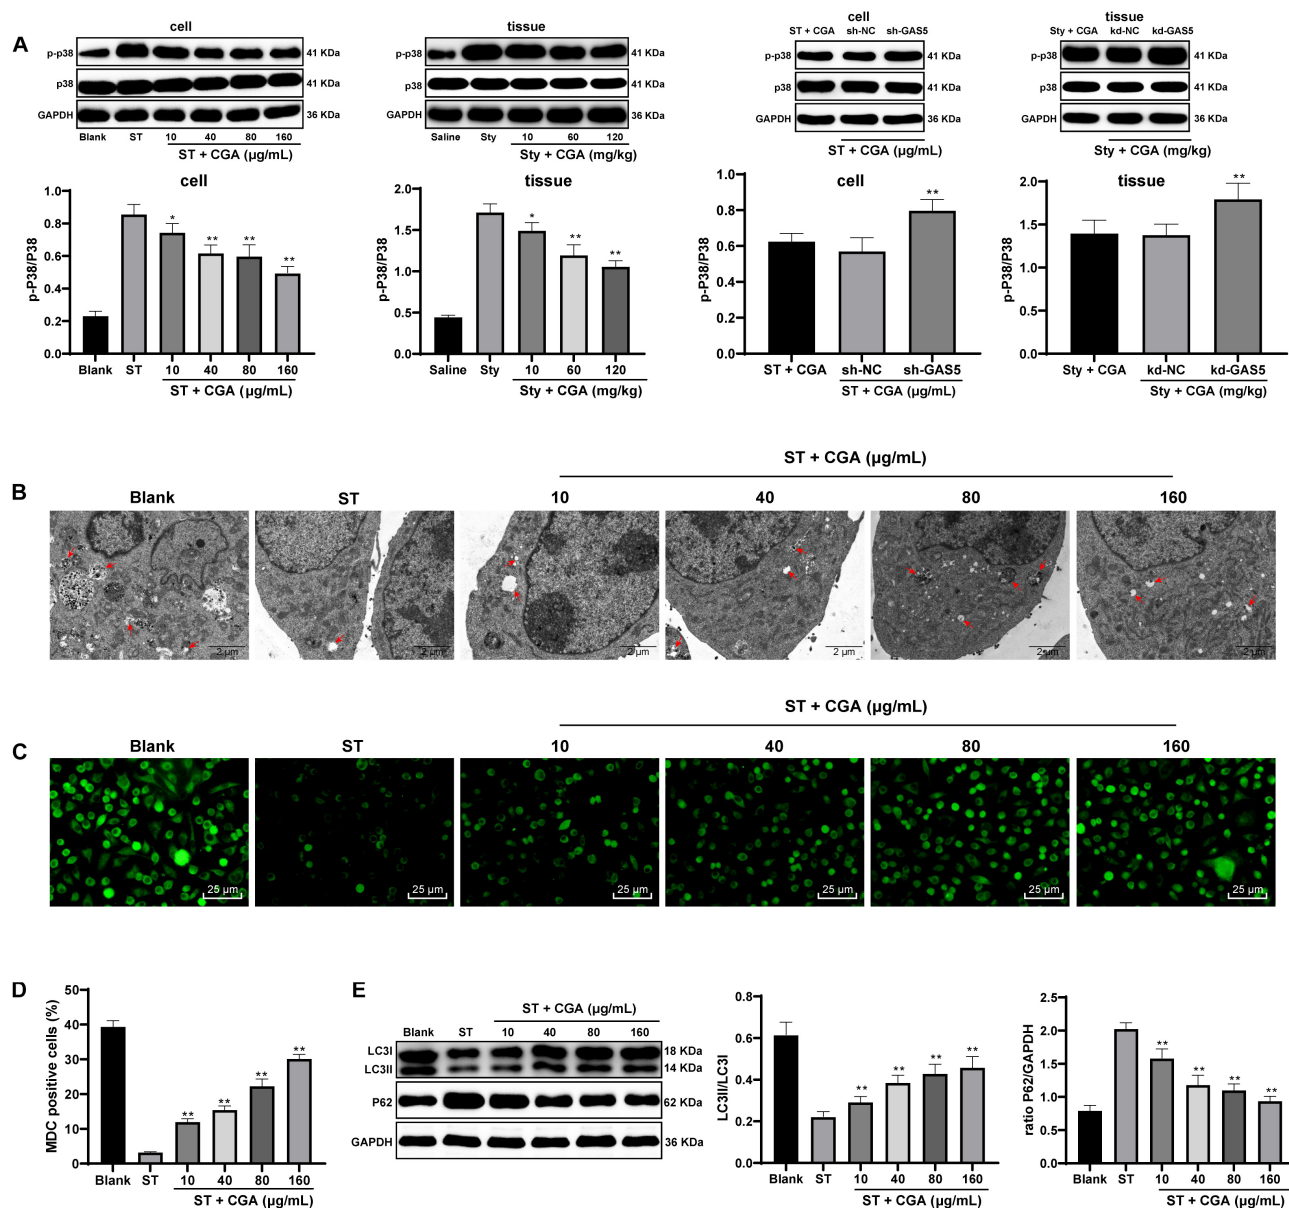 A
cell
p-p38
41 KDa
p38
41 KDa
GAPDH
36 KDa
Blank ST 10 40 80 160
ST + CGA (μg/mL)
tissue
p-p38
41 KDa
p38
41 KDa
GAPDH
36 KDa
Saline Sty 10 60 120
Sty + CGA (mg/kg)
cell
ST + CGA sh-NC sh-GAS5
p-p38
41 KDa
p38
41 KDa
GAPDH
36 KDa
ST + CGA (μg/mL)
tissue
Sty + CGA kd-NC kd-GAS5
p-p38
41 KDa
p38
41 KDa
GAPDH
36 KDa
Sty + CGA (mg/kg)
cell
p-P38/P38
1.0
0.8
0.6
0.4
0.2
0.0
* ** ** **
Blank ST 10 40 80 160
ST + CGA (μg/mL)
tissue
p-P38/P38
2.0
1.5
1.0
0.5
0.0
* ** **
Saline Sty 10 60 120
Sty + CGA (mg/kg)
cell
p-P38/P38
1.0
0.8
0.6
0.4
0.2
0.0
**
ST + CGA sh-NC sh-GAS5
ST + CGA (μg/mL)
tissue
p-P38/P38
2.0
1.5
1.0
0.5
0.0
**
Sty + CGA kd-NC kd-GAS5
Sty + CGA (mg/kg)
B
ST + CGA (μg/mL)
Blank ST 10 40 80 160
2 μm 2 μm 2 μm 2 μm 2 μm 2 μm
C
ST + CGA (μg/mL)
Blank ST 10 40 80 160
25 μm 25 μm 25 μm 25 μm 25 μm 25 μm
D
MDC positive cells (%)
50
40
30
20
10
0
** ** ** **
Blank ST 10 40 80 160
ST + CGA (μg/mL)
E
ST + CGA (μg/mL)
Blank ST 10 40 80 160
LC3I
18 KDa
LC3II
14 KDa
P62
62 KDa
GAPDH
36 KDa
LC3II/LC3I
0.8
0.6
0.4
0.2
0.0
** ** ** **
Blank ST 10 40 80 160
ST + CGA (μg/mL)
ratio P62/GAPDH
2.5
2.0
1.5
1.0
0.5
0.0
** ** ** **
Blank ST 10 40 80 160
ST + CGA (μg/mL)